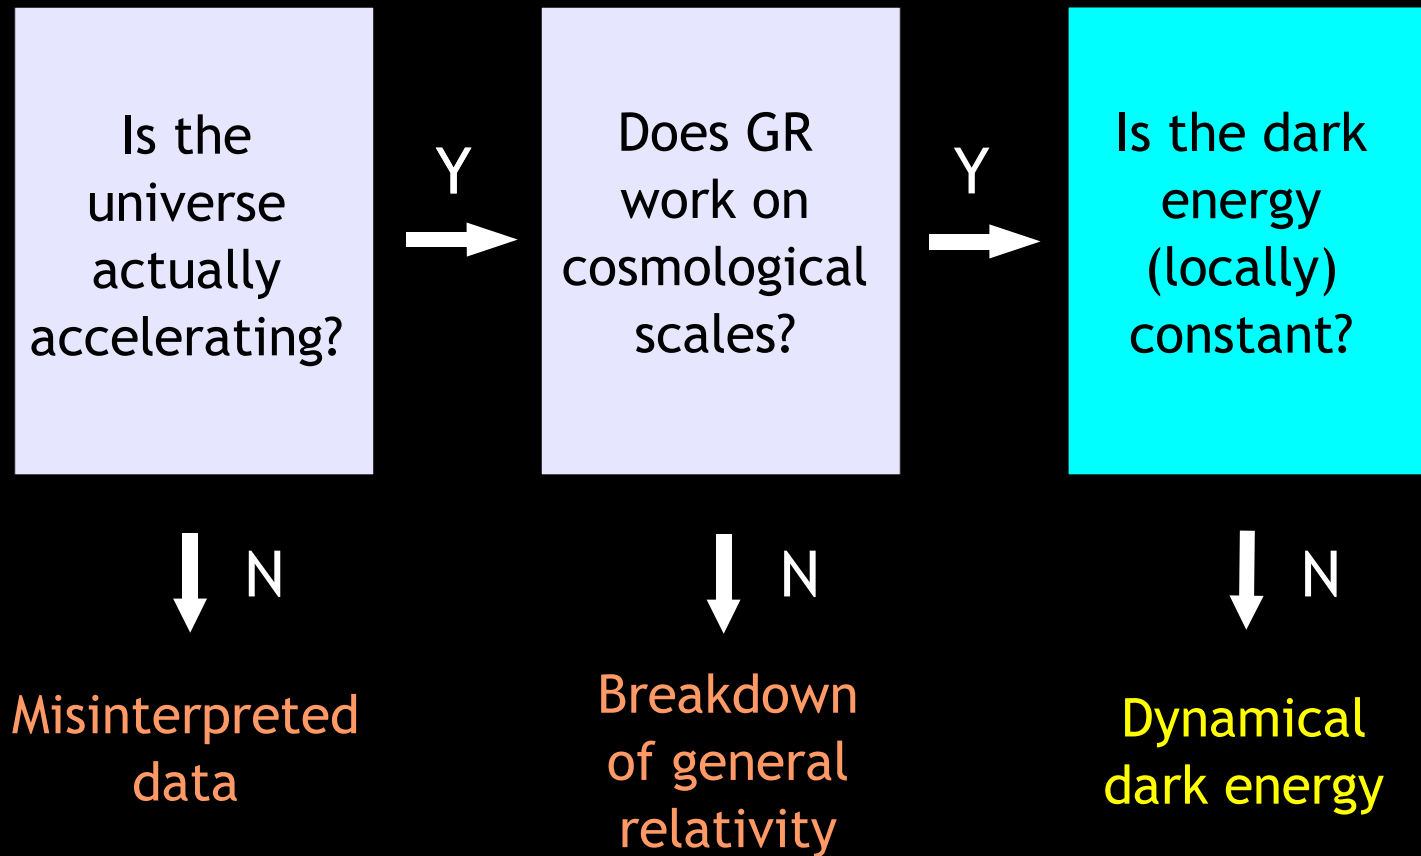 Is the
universe
actually
accelerating?
Y
Does GR
work on
cosmological
scales?
Y
Is the dark
energy
(locally)
constant?
N
N
N
Misinterpreted
data
Breakdown
of general
relativity
Dynamical
dark energy